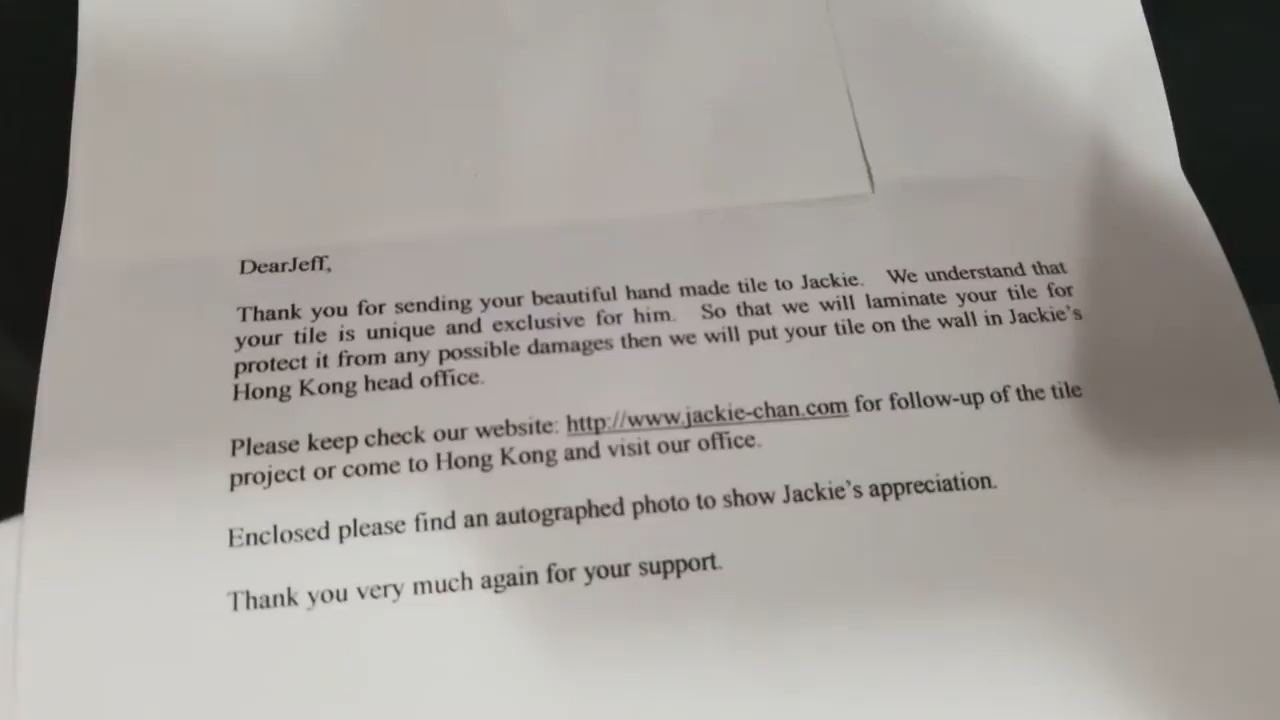 DearJeff,
Thank you for sending your beautiful hand made tile to Jackie. We understand that
your tile is unique and exclusive for him. So that we will laminate your tile for
protect it from any possible damages then we will put your tile on the wall in Jackie's
Hong Kong head office.
Please keep check our website: http://www.jackie-chan.com for follow-up of the tile
project or come to Hong Kong and visit our office.
Enclosed please find an autographed photo to show Jackie's appreciation.
Thank you very much again for your support.